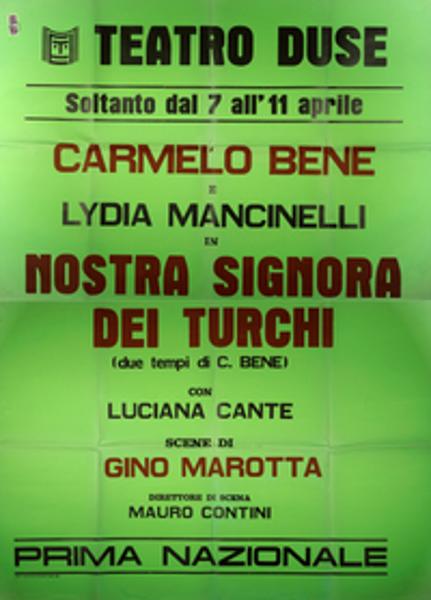 TEATRO DUSE
Soltanto dal 7 all'11 aprile
CARMELO BENE
E
LYDIA MANCINELLI
IN
NOSTRA SIGNORA
DEI TURCHI
(due tempi di C. BENE)
CON
LUCIANA CANTE
SCENE DI
GINO MAROTTA
DIRETTORE DI SCENA
MAURO CONTINI
PRIMA NAZIONALE